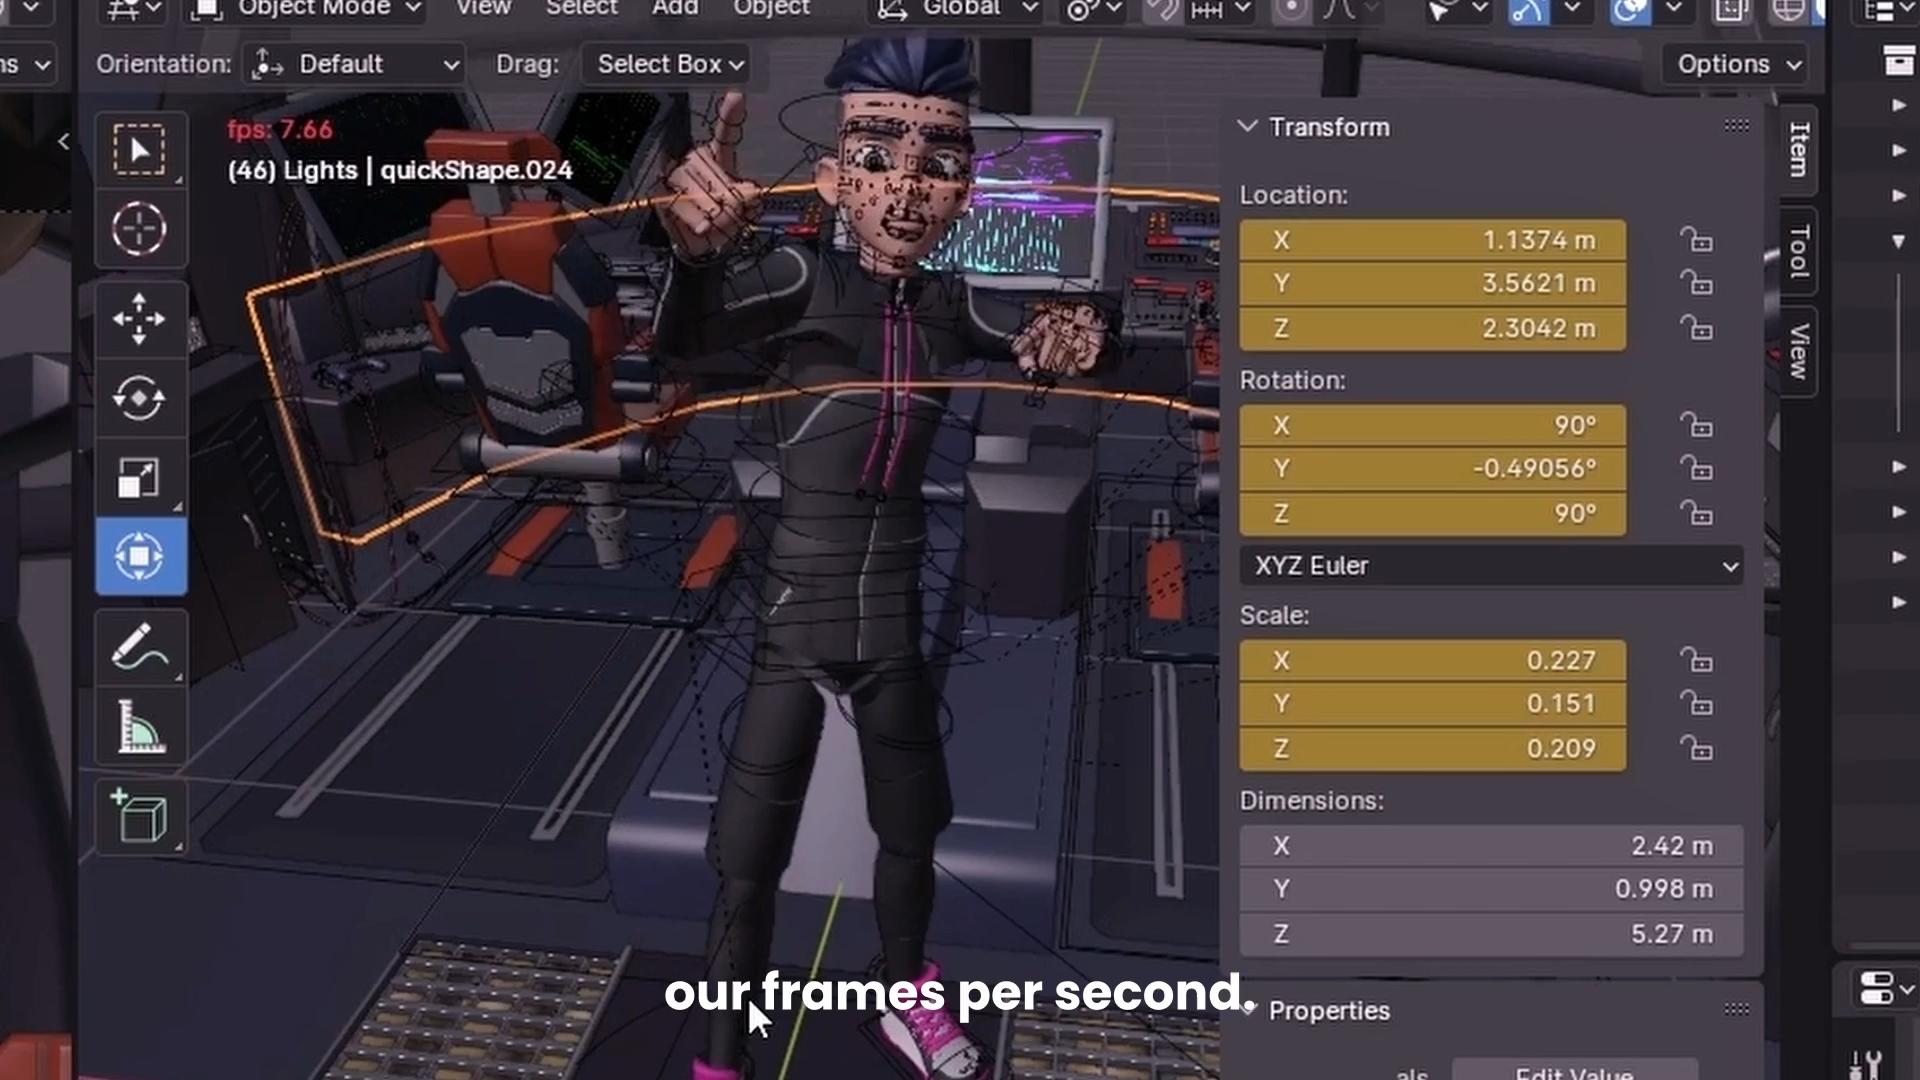 Object Mode View Select Add Object Global
Orientation: Default Drag: Select Box Options
fps: 7.66
(46) Lights | quickShape.024
Transform
Location:
X 1.1374 m
Y 3.5621 m
Z 2.3042 m
Rotation:
X 90°
Y -0.49056°
Z 90°
XYZ Euler
Scale:
X 0.227
Y 0.151
Z 0.209
Dimensions:
X 2.42 m
Y 0.998 m
Z 5.27 m
Properties
Edit Value
Item
Tool
View
our frames per second.